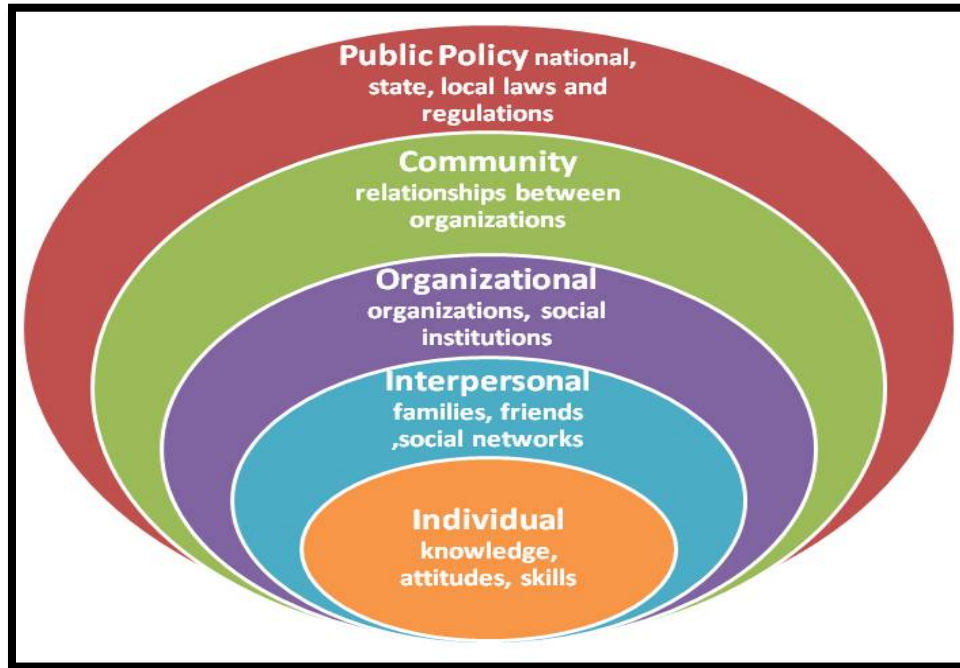 Public Policy national,
state, local laws and
regulations
Community
relationships between
organizations
Organizational
organizations, social
institutions
Interpersonal
families, friends
,social networks
Individual
knowledge,
attitudes, skills